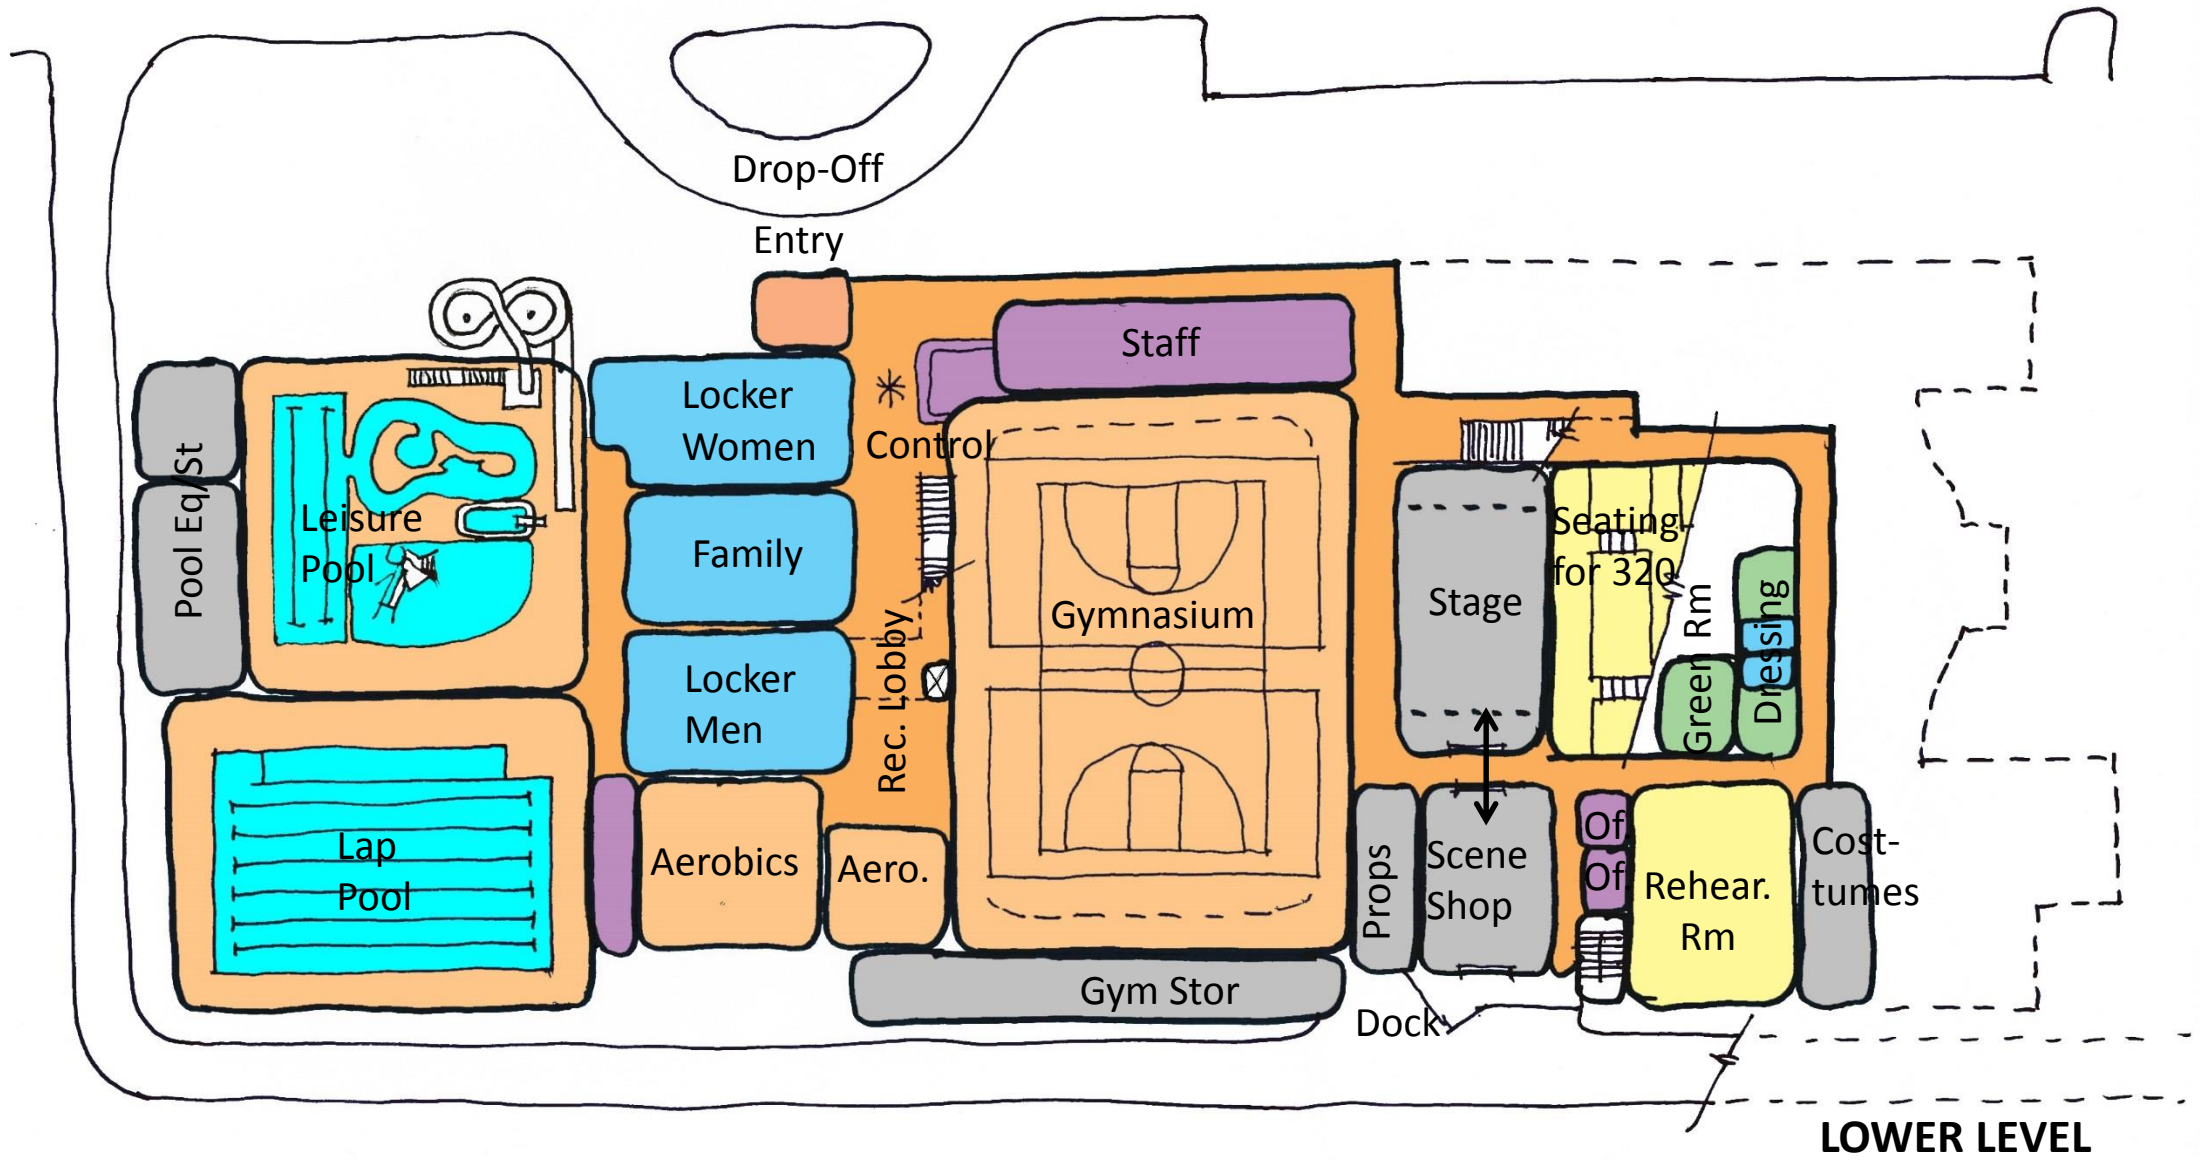 Drop-Off
Entry
Staff
Locker
Women
Control
Pool Eq/St
Leisure
Pool
Family
Seating
for 320
Stage
Gymnasium
Green Rm
Dressing
Rec. Lobby
Locker
Men
Lap
Pool
Aerobics
Aero.
Props
Scene
Shop
Of.
Of.
Rehear.
Rm
Cost-
tumes
Gym Stor
Dock
LOWER LEVEL